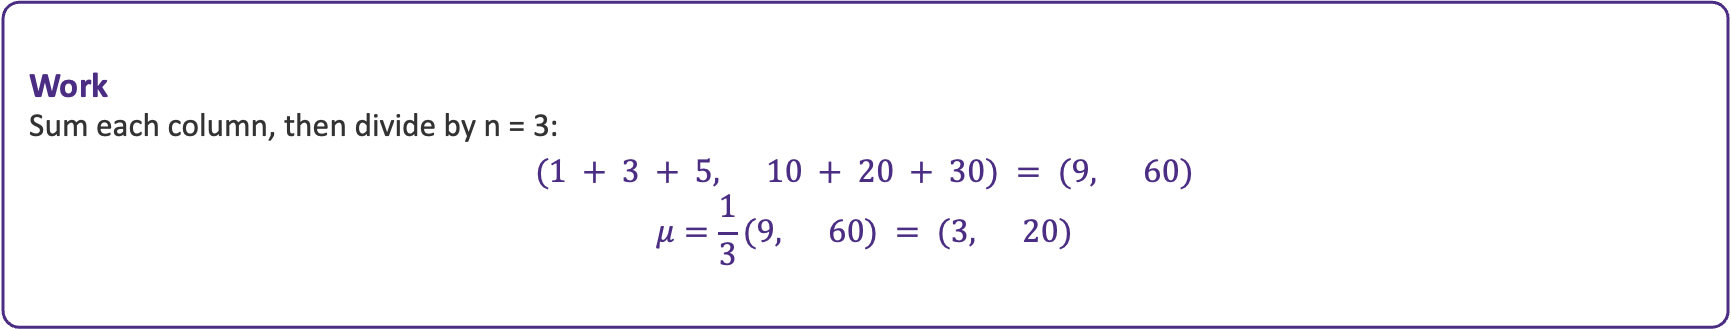 Work
Sum each column, then divide by n = 3:
(1 + 3 + 5, 10 + 20 + 30) = (9, 60)
μ = 1/3 (9, 60) = (3, 20)